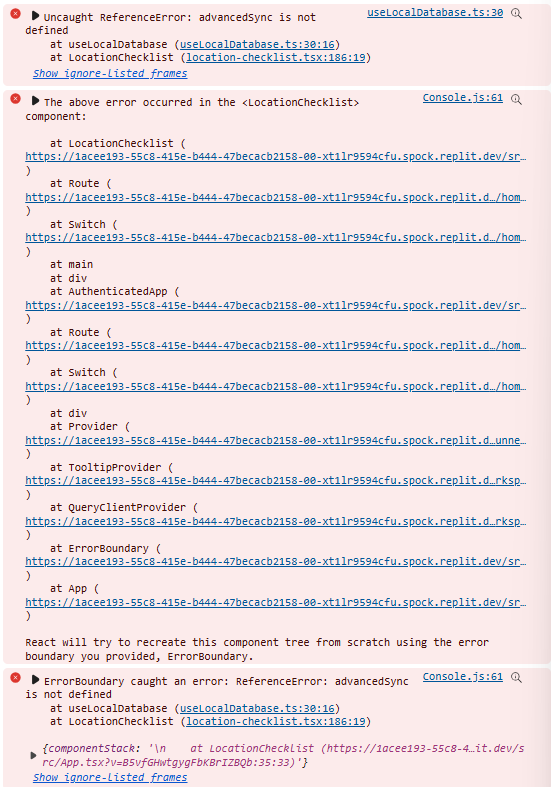 Uncaught ReferenceError: advancedSync is not useLocalDatabase.ts:30
defined
at useLocalDatabase (useLocalDatabase.ts:30:16)
at LocationChecklist (location-checklist.tsx:186:19)
Show ignore-listed frames
The above error occurred in the <LocationChecklist> Console.js:61
component:
at LocationChecklist (
https://1acee193-55c8-415e-b444-47becacb2158-00-xt1lr9594cfu.spock.replit.dev/sr…
)
at Route (
https://1acee193-55c8-415e-b444-47becacb2158-00-xt1lr9594cfu.spock.replit.d…/hom…
)
at Switch (
https://1acee193-55c8-415e-b444-47becacb2158-00-xt1lr9594cfu.spock.replit.d…/hom…
)
at main
at div
at AuthenticatedApp (
https://1acee193-55c8-415e-b444-47becacb2158-00-xt1lr9594cfu.spock.replit.dev/sr…
)
at Route (
https://1acee193-55c8-415e-b444-47becacb2158-00-xt1lr9594cfu.spock.replit.d…/hom…
)
at Switch (
https://1acee193-55c8-415e-b444-47becacb2158-00-xt1lr9594cfu.spock.replit.d…/hom…
)
at div
at Provider (
https://1acee193-55c8-415e-b444-47becacb2158-00-xt1lr9594cfu.spock.replit.d…unne…
)
at TooltipProvider (
https://1acee193-55c8-415e-b444-47becacb2158-00-xt1lr9594cfu.spock.replit.d…rksp…
)
at QueryClientProvider (
https://1acee193-55c8-415e-b444-47becacb2158-00-xt1lr9594cfu.spock.replit.d…rksp…
)
at ErrorBoundary (
https://1acee193-55c8-415e-b444-47becacb2158-00-xt1lr9594cfu.spock.replit.dev/sr…
)
at App (
https://1acee193-55c8-415e-b444-47becacb2158-00-xt1lr9594cfu.spock.replit.dev/sr…
)
React will try to recreate this component tree from scratch using the error
boundary you provided, ErrorBoundary.
ErrorBoundary caught an error: ReferenceError: advancedSync Console.js:61
is not defined
at useLocalDatabase (useLocalDatabase.ts:30:16)
at LocationChecklist (location-checklist.tsx:186:19)
{componentStack: '\n    at LocationChecklist (https://1acee193-55c8-4…it.dev/s
rc/App.tsx?v=B5vfGHwtgygFbKBrIZBQb:35:33)'}
Show ignore-listed frames